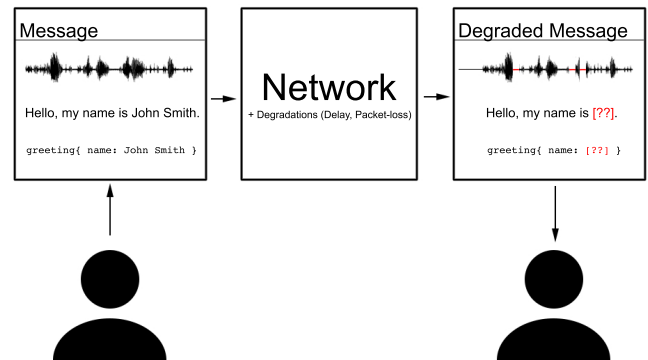 Message
Hello, my name is John Smith.
greeting{ name: John Smith }
Network
+ Degradations (Delay, Packet-loss)
Degraded Message
Hello, my name is [??].
greeting{ name: [??] }